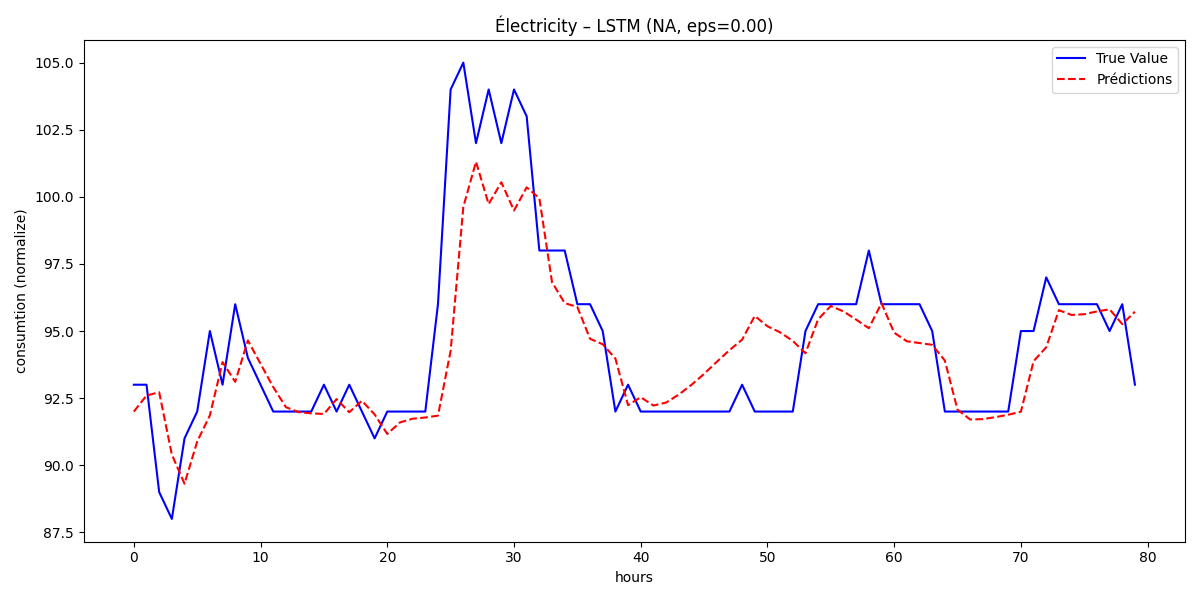 Électricity – LSTM (NA, eps=0.00)
True Value
Prédictions
105.0
102.5
100.0
97.5
95.0
92.5
90.0
87.5
consumtion (normalize)
0 10 20 30 40 50 60 70 80
hours